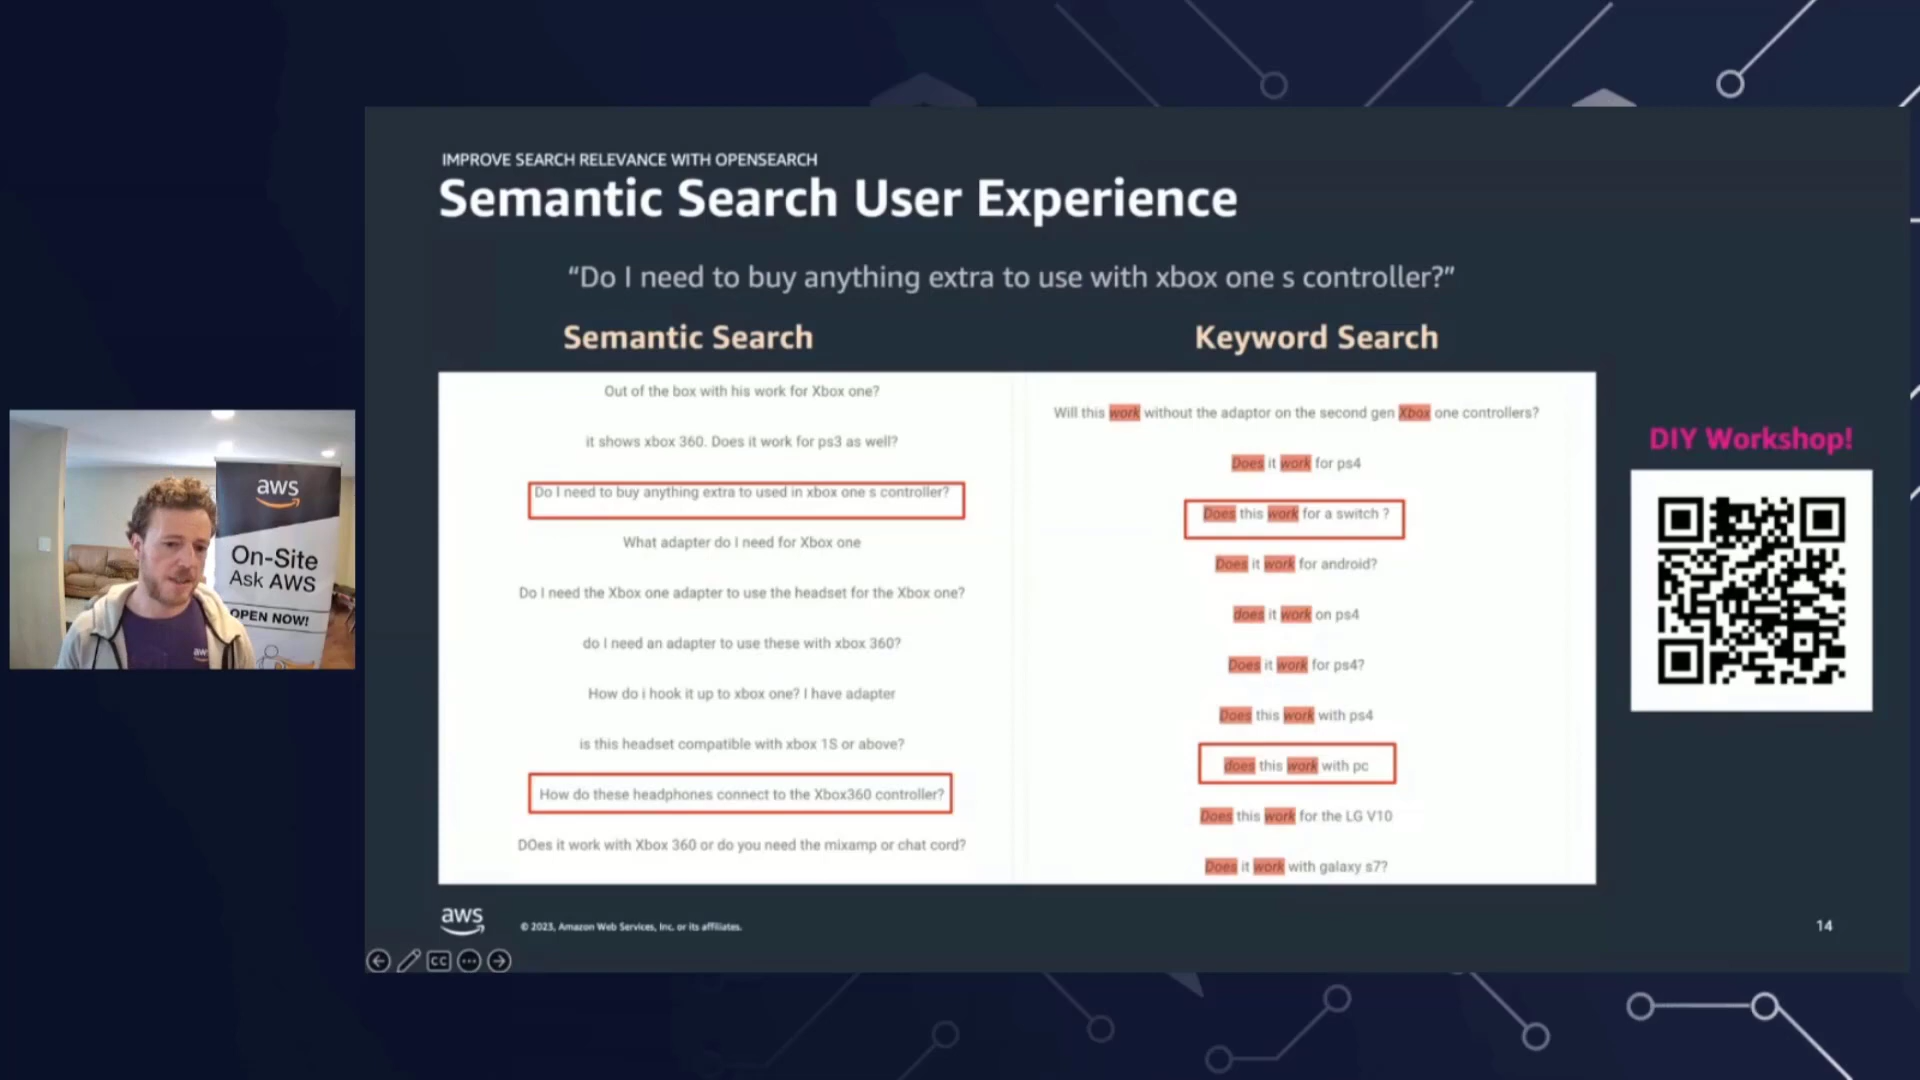 IMPROVE SEARCH RELEVANCE WITH OPENSEARCH
Semantic Search User Experience
“Do I need to buy anything extra to use with xbox one s controller?”
Semantic Search
Out of the box with his work for Xbox one?
it shows xbox 360. Does it work for ps3 as well?
Do I need to buy anything extra to used in xbox one s controller?
What adapter do I need for Xbox one
Do I need the Xbox one adapter to use the headset for the Xbox one?
do I need an adapter to use these with xbox 360?
How do i hook it up to xbox one? I have adapter
is this headset compatible with xbox 1S or above?
How do these headphones connect to the Xbox360 controller?
DOes it work with Xbox 360 or do you need the mixamp or chat cord?
Keyword Search
Will this work without the adaptor on the second gen Xbox one controllers?
Does it work for ps4
Does this work for a switch ?
Does it work for android?
does it work on ps4
Does it work for ps4?
Does this work with ps4
does this work with pc
Does this work for the LG V10
Does it work with galaxy s7?
DIY Workshop!
aws
© 2023, Amazon Web Services, Inc. or its affiliates.
14
CC
aws
On-Site
Ask AWS
OPEN NOW!
aws